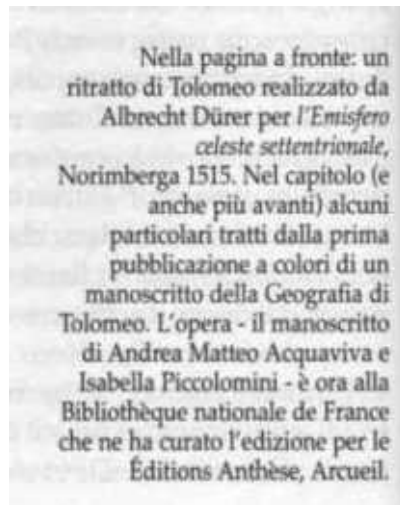 Nella pagina a fronte: un
ritratto di Tolomeo realizzato da
Albrecht Dürer per l'Emisfero
celeste settentrionale,
Norimberga 1515. Nel capitolo (e
anche più avanti) alcuni
particolari tratti dalla prima
pubblicazione a colori di un
manoscritto della Geografia di
Tolomeo. L'opera - il manoscritto
di Andrea Matteo Acquaviva e
Isabella Piccolomini - è ora alla
Bibliothèque nationale de France
che ne ha curato l'edizione per le
Éditions Anthèse, Arcueil.